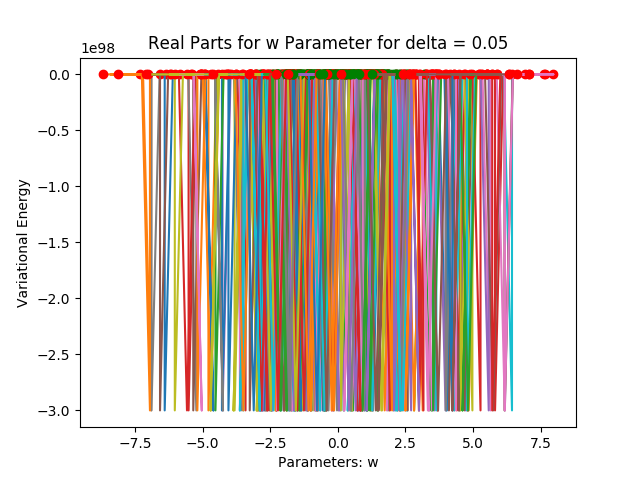 Real Parts for w Parameter for delta = 0.05
1e98
0.0
−0.5
−1.0
−1.5
−2.0
−2.5
−3.0
Variational Energy
−7.5 −5.0 −2.5 0.0 2.5 5.0 7.5
Parameters: w